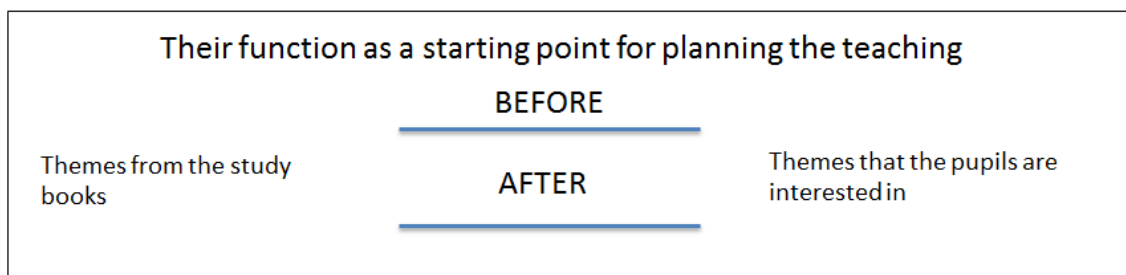 Their function as a starting point for planning the teaching
BEFORE
Themes from the study
books
AFTER
Themes that the pupils are
interested in